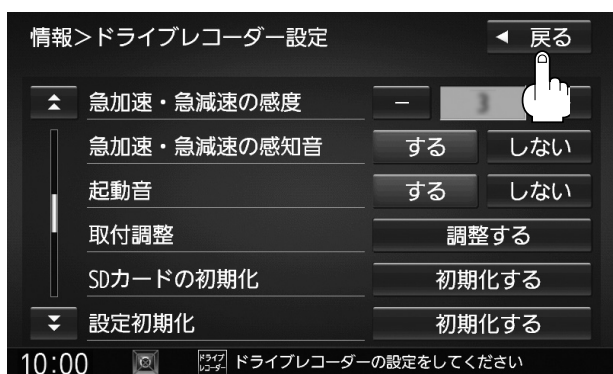 情報>ドライブレコーダー設定
◀ 戻る
急加速・急減速の感度 － 3
急加速・急減速の感知音 する しない
起動音 する しない
取付調整 調整する
SDカードの初期化 初期化する
設定初期化 初期化する
10:00 ドライブレコーダー ドライブレコーダーの設定をしてください